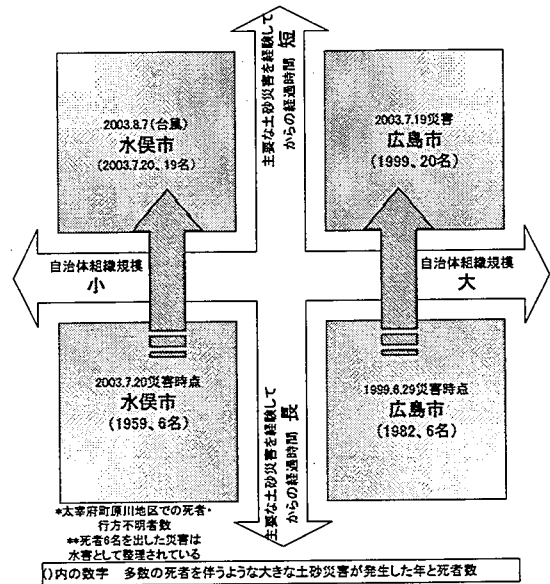 主要な土砂災害を経験して
からの経過時間 短
2003.8.7(台風)
水俣市
(2003.7.20、19名)
2003.7.19災害
広島市
(1999、20名)
自治体組織規模
小
自治体組織規模
大
2003.7.20災害時点
水俣市
(1959、6名)
1999.6.29災害時点
広島市
(1982、6名)
主要な土砂災害を経験して
からの経過時間 長
*太宰府町原川地区での死者・
行方不明者数
**死者6名を出した災害は
水害として整理されている
()内の数字 多数の死者を伴うような大きな土砂災害が発生した年と死者数